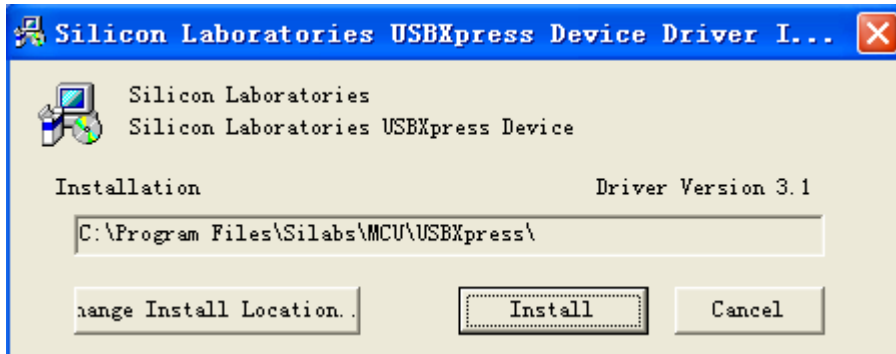 Silicon Laboratories USBXpress Device Driver I...
Silicon Laboratories
Silicon Laboratories USBXpress Device
Installation Driver Version 3.1
C:\Program Files\Silabs\MCU\USBXpress\
hange Install Location.. Install Cancel